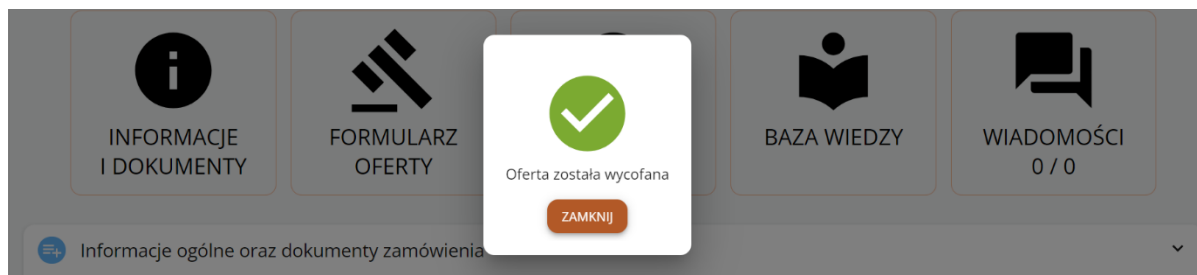 INFORMACJE
I DOKUMENTY
FORMULARZ
OFERTY
BAZA WIEDZY
WIADOMOŚCI
0 / 0
Oferta została wycofana
ZAMKNIJ
Informacje ogólne oraz dokumenty zamówienia